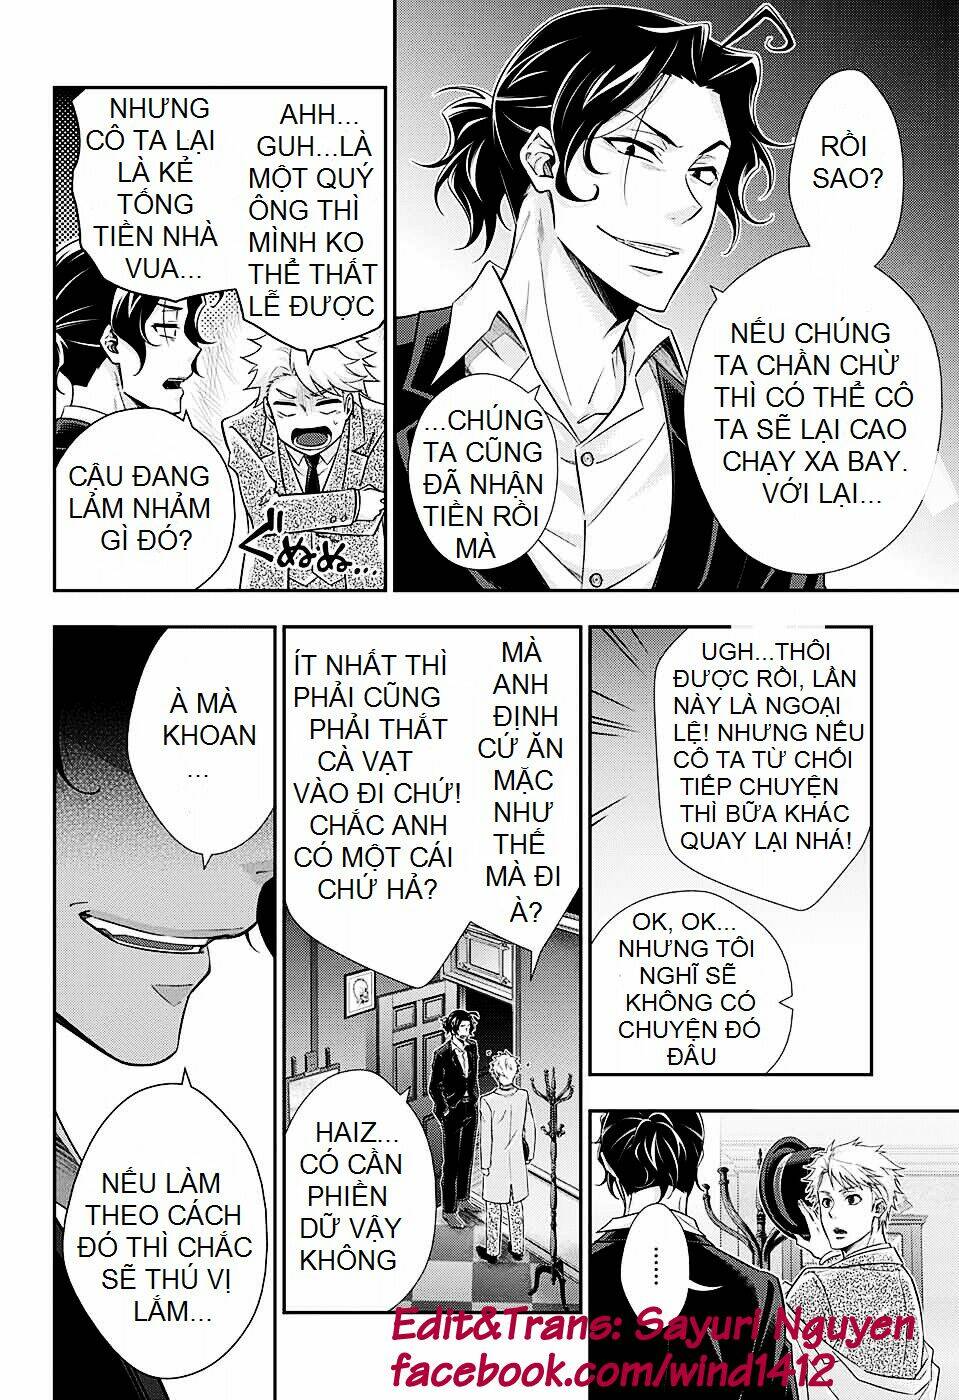 RỒI
SAO?
NẾU CHÚNG
TA CHẦN CHỪ
THÌ CÓ THỂ CÔ
TA SẼ LẠI CAO
CHẠY XA BAY.
VỚI LẠI...
...CHÚNG
TA CŨNG
ĐÃ NHẬN
TIỀN RỒI
MÀ
AHH...
GUH...LÀ
MỘT QUÝ
ÔNG THÌ
MÌNH KO
THỂ THẤT
LỄ ĐƯỢC
NHƯNG
CÔ TA LẠI
LÀ KẺ
TỐNG
TIỀN NHÀ
VUA...
CẬU ĐANG
LẢM NHẢM
GÌ ĐÓ?
ぐぬぬ...
UGH...THÔI
ĐƯỢC RỒI, LẦN
NÀY LÀ NGOẠI
LỆ! NHƯNG NẾU
CÔ TA TỪ CHỐI
TIẾP CHUYỆN
THÌ BỮA KHÁC
QUAY LẠI NHÁ!
OK, OK...
NHƯNG TÔI
NGHĨ SẼ
KHÔNG CÓ
CHUYỆN ĐÓ
ĐÂU
......
MÀ
ANH
ĐỊNH
CỨ ĂN
MẶC
NHƯ
THẾ
MÀ ĐI
À?
ÍT NHẤT THÌ
PHẢI CŨNG
PHẢI THẮT
CÀ VẠT
VÀO ĐI CHỨ!
CHẮC ANH
CÓ MỘT CÁI
CHỨ HẢ?
HAIZ...
CÓ CẦN
PHIỀN
DỮ VẬY
KHÔNG
À MÀ
KHOAN
...
NẾU LÀM
THEO CÁCH
ĐÓ THÌ CHẮC
SẼ THÚ VỊ
LẮM...
Edit&Trans: Sayuri Nguyen
facebook.com/wind1412